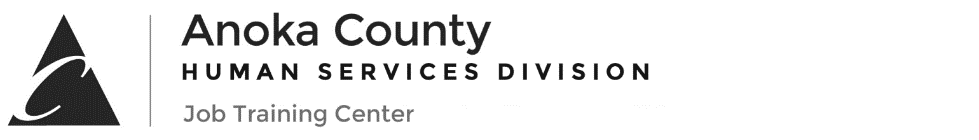 Anoka County
HUMAN SERVICES DIVISION
Job Training Center